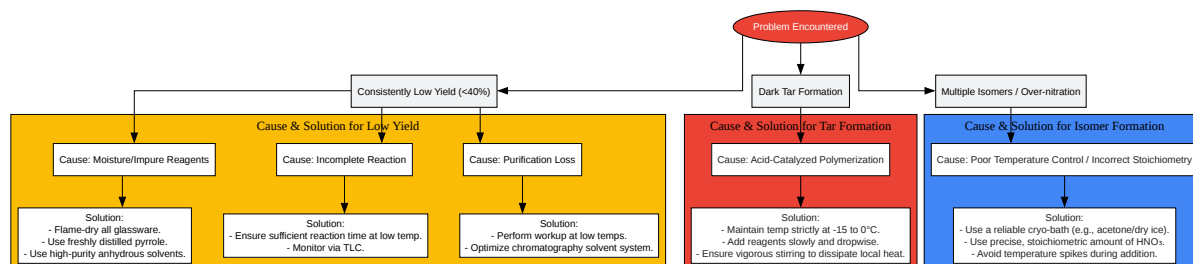 Problem Encountered
Consistently Low Yield (<40%)
Dark Tar Formation
Multiple Isomers / Over-nitration
Cause & Solution for Low Yield
Cause: Moisture/Impure Reagents
Cause: Incomplete Reaction
Cause: Purification Loss
Solution:
- Flame-dry all glassware.
- Use freshly distilled pyrrole.
- Use high-purity anhydrous solvents.
Solution:
- Ensure sufficient reaction time at low temp.
- Monitor via TLC.
Solution:
- Perform workup at low temps.
- Optimize chromatography solvent system.
Cause & Solution for Tar Formation
Cause: Acid-Catalyzed Polymerization
Solution:
- Maintain temp strictly at -15 to 0°C.
- Add reagents slowly and dropwise.
- Ensure vigorous stirring to dissipate local heat.
Cause & Solution for Isomer Formation
Cause: Poor Temperature Control / Incorrect Stoichiometry
Solution:
- Use a reliable cryo-bath (e.g., acetone/dry ice).
- Use precise, stoichiometric amount of HNO₃.
- Avoid temperature spikes during addition.